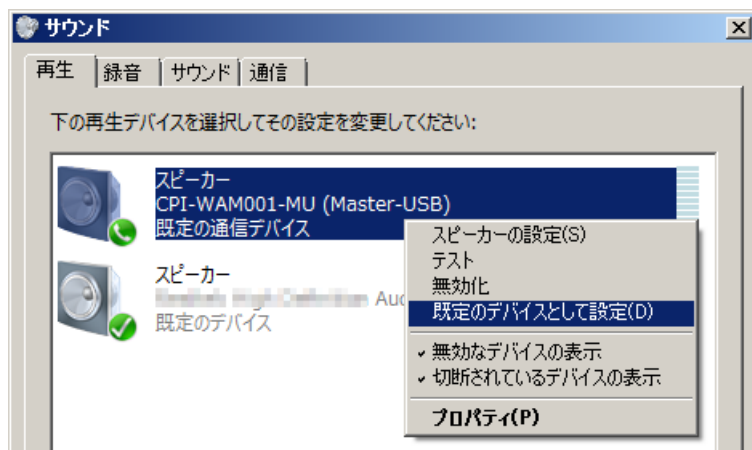 サウンド
再生
録音
サウンド
通信
下の再生デバイスを選択してその設定を変更してください:
スピーカー
CPI-WAM001-MU (Master-USB)
既定の通信デバイス
スピーカー
既定のデバイス
スピーカーの設定(S)
テスト
無効化
既定のデバイスとして設定(D)
無効なデバイスの表示
切断されているデバイスの表示
プロパティ(P)